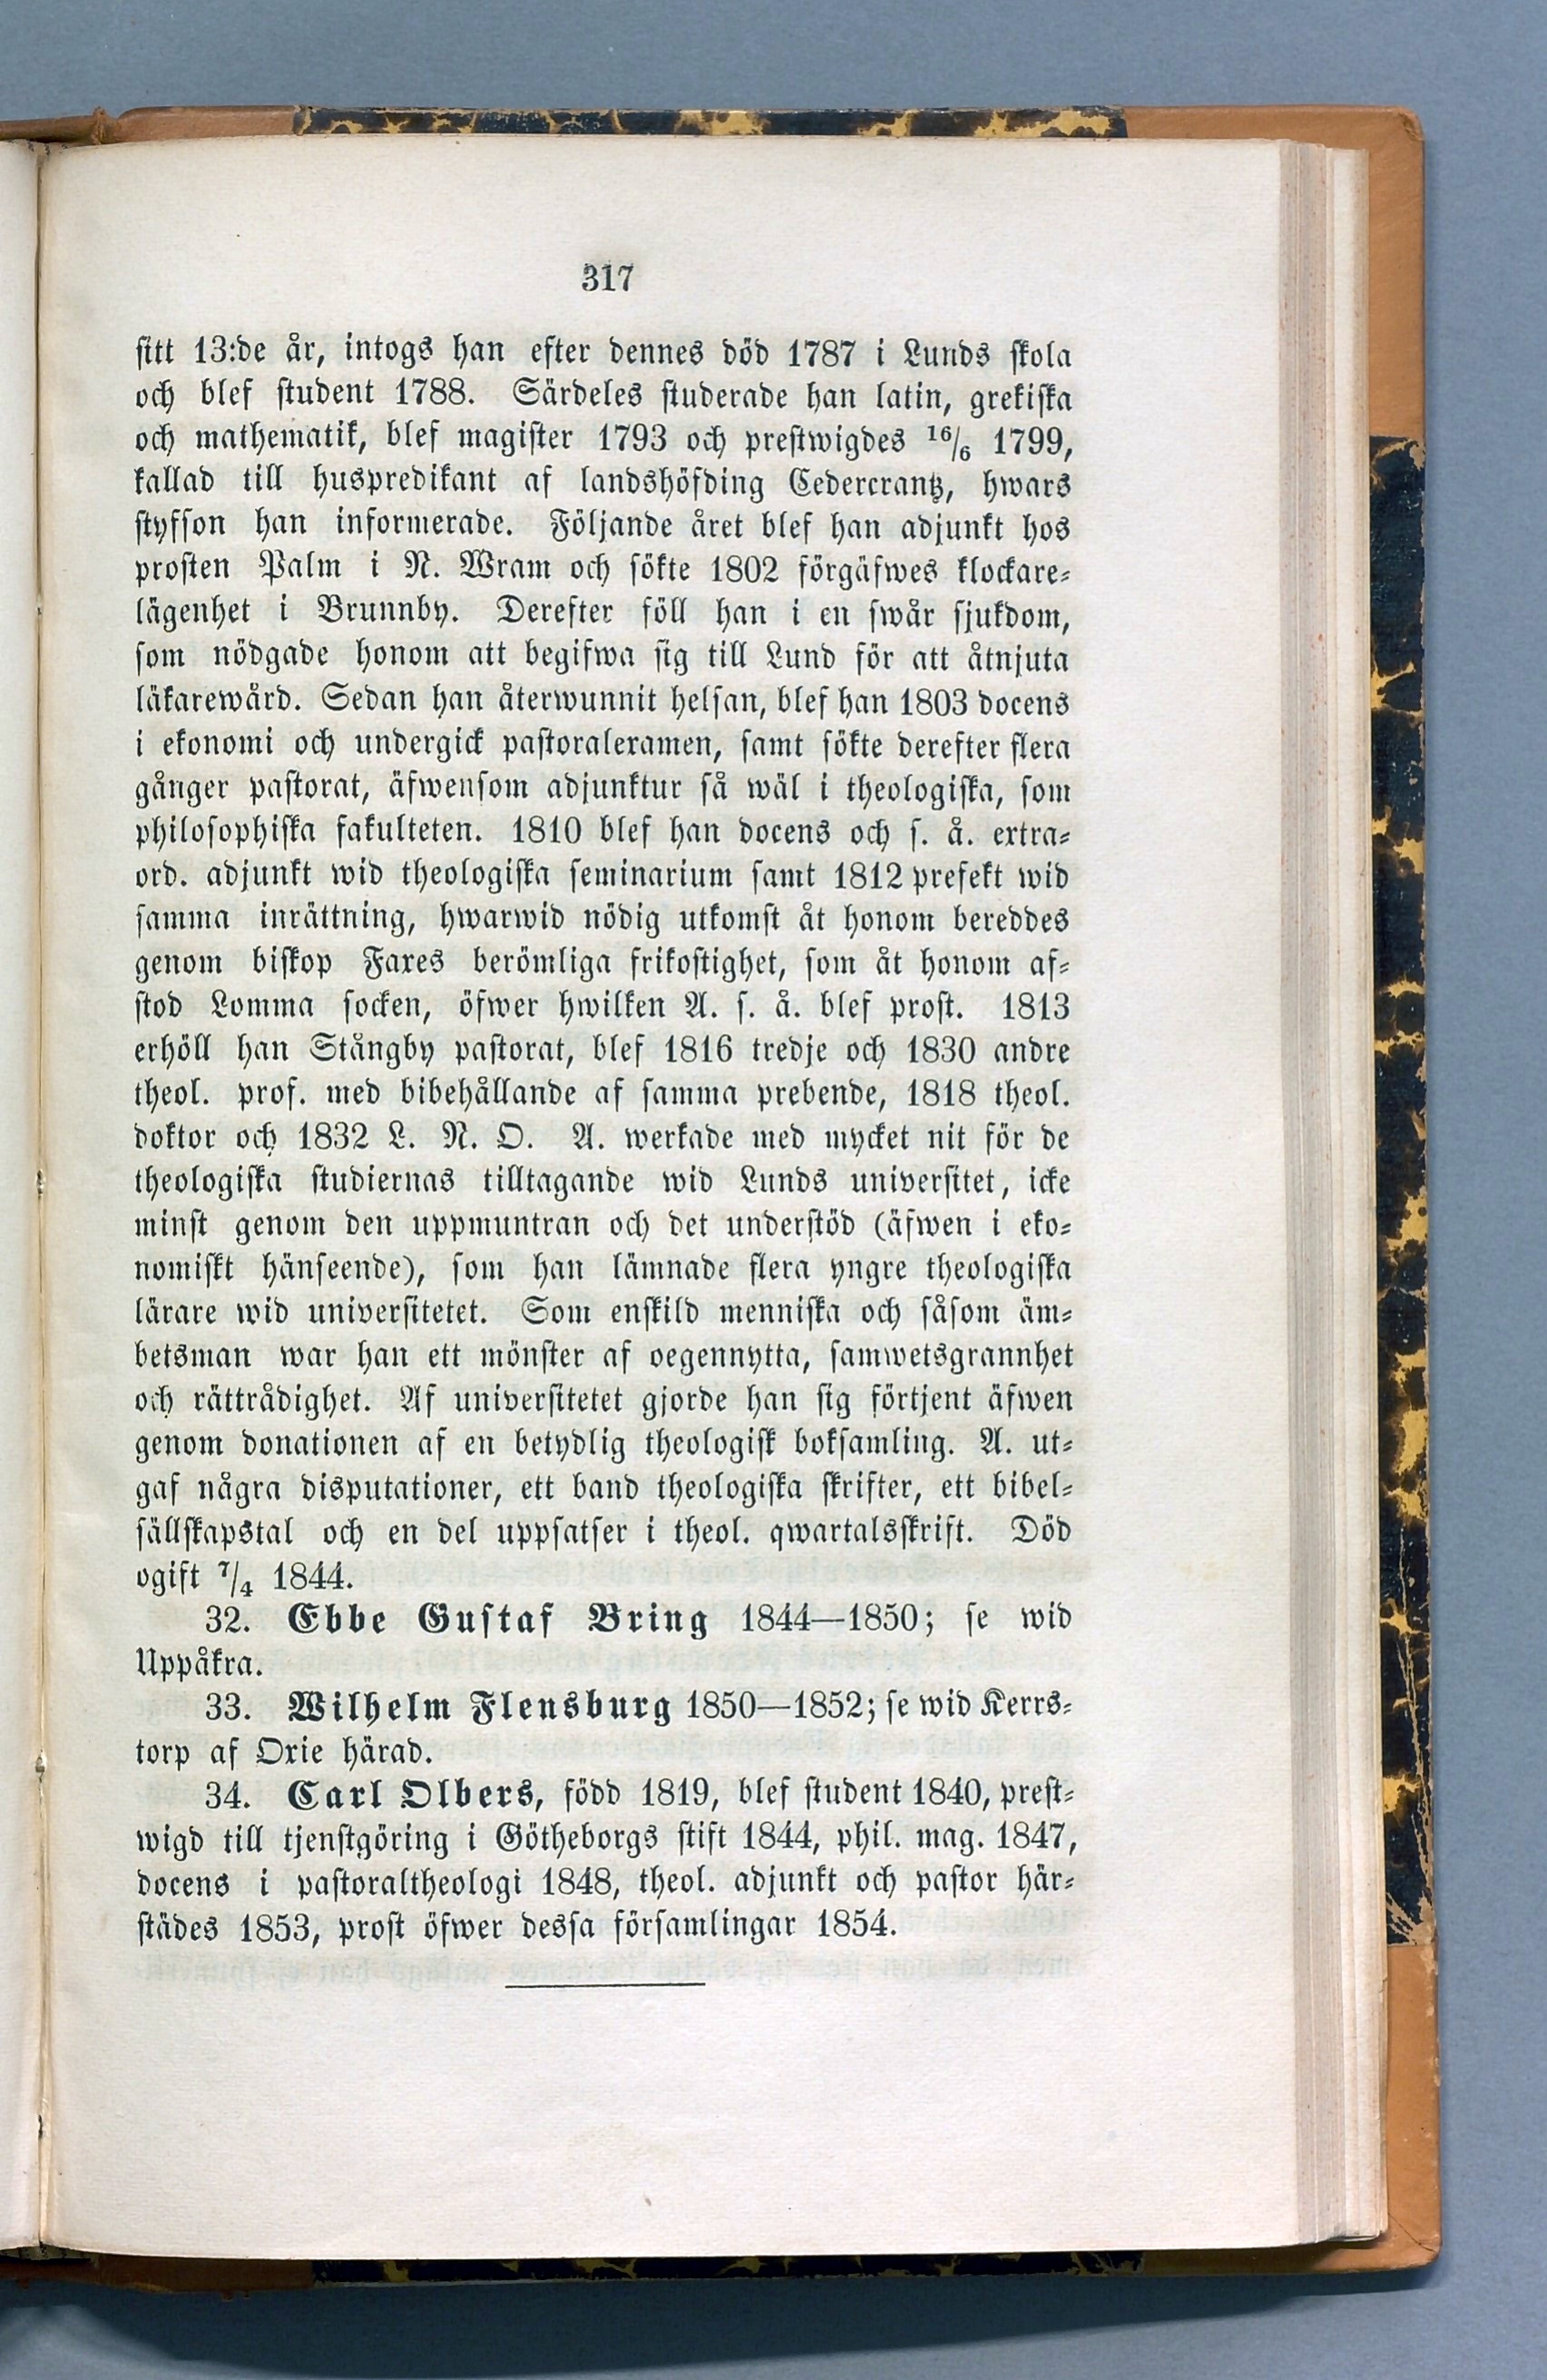 317
sitt 13:de år, intogs han efter dennes död 1787 i Lunds skola
och blef student 1788. Särdeles studerade han latin, grekiska
och mathematik, blef magister 1793 och prestwigdes 16/6 1799,
kallad till huspredikant af landshöfding Cedercrantz, hwars
styfson han informerade. Följande året blef han adjunkt hos
prosten Palm i N. Wram och sökte 1802 förgäfwes klockare-
lägenhet i Brunnby. Derefter föll han i en swår sjukdom,
som nödgade honom att begifwa sig till Lund för att åtnjuta
läkarewård. Sedan han återwunnit helsan, blef han 1803 docens
i ekonomi och undergick pastoralexamen, samt sökte derefter flera
gånger pastorat, äfwensom adjunktur så wäl i theologiska, som
philosophiska fakulteten. 1810 blef han docens och s. å. extra-
ord. adjunkt wid theologiska seminarium samt 1812 prefekt wid
samma inrättning, hwarwid nödig utkomst åt honom bereddes
genom biskop Faxes berömliga frikostighet, som åt honom af-
stod Lomma socken, öfwer hwilken A. s. å. blef prost. 1813
erhöll han Stångby pastorat, blef 1816 tredje och 1830 andre
theol. prof. med bibehållande af samma prebende, 1818 theol.
doktor och 1832 L. N. O. A. werkade med mycket nit för de
theologiska studiernas tilltagande wid Lunds universitet, icke
minst genom den uppmuntran och det understöd (äfwen i eko-
nomiskt hänseende), som han lämnade flera yngre theologiska
lärare wid universitetet. Som enskild menniska och såsom äm-
betsman war han ett mönster af oegennytta, samwetsgrannhet
och rättrådighet. Af universitetet gjorde han sig förtjent äfwen
genom donationen af en betydlig theologisk boksamling. A. ut-
gaf några disputationer, ett band theologiska skrifter, ett bibel-
sällskapstal och en del uppsatser i theol. qwartalsskrift. Död
ogift 7/4 1844.
32. Ebbe Gustaf Bring 1844—1850; se wid
Uppåkra.
33. Wilhelm Flensburg 1850—1852; se wid Kerrs-
torp af Oxie härad.
34. Carl Olbers, född 1819, blef student 1840, prest-
wigd till tjenstgöring i Götheborgs stift 1844, phil. mag. 1847,
docens i pastoraltheologi 1848, theol. adjunkt och pastor här-
städes 1853, prost öfwer dessa församlingar 1854.